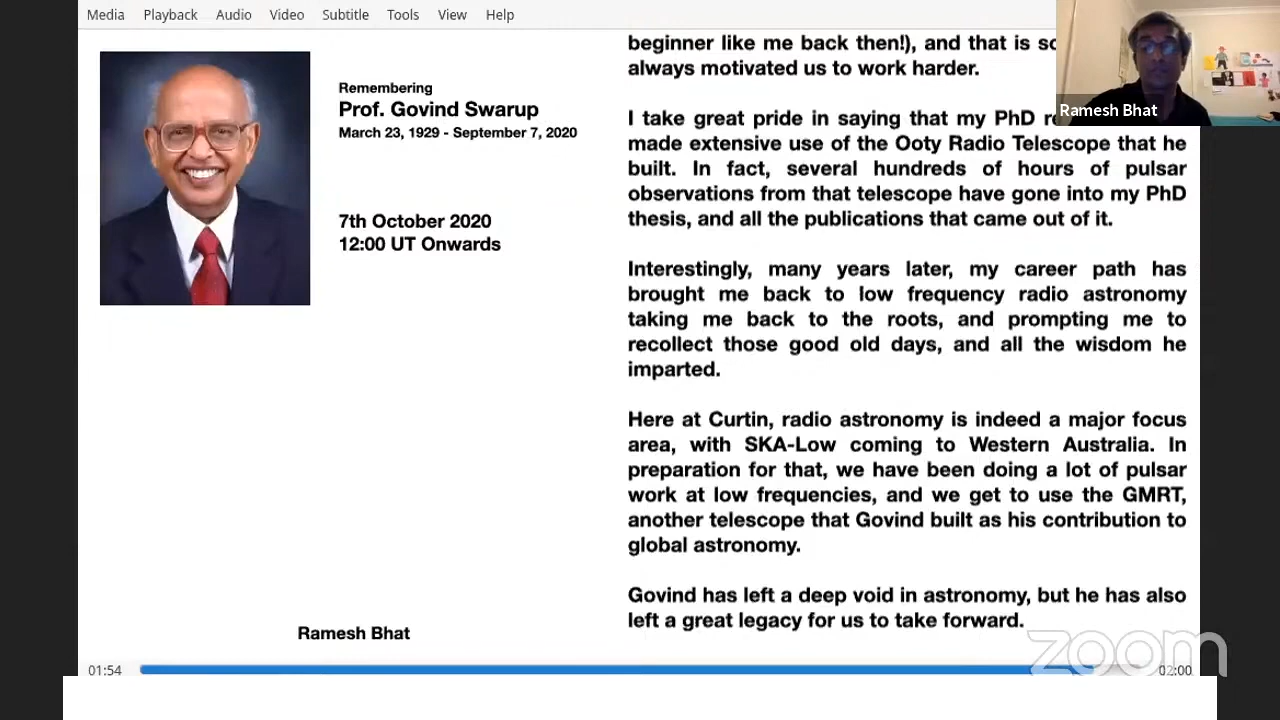 Media Playback Audio Video Subtitle Tools View Help
Remembering
Prof. Govind Swarup
March 23, 1929 - September 7, 2020
7th October 2020
12:00 UT Onwards
Ramesh Bhat
beginner like me back then!), and that is
always motivated us to work harder.
I take great pride in saying that my PhD
made extensive use of the Ooty Radio Telescope that he
built. In fact, several hundreds of hours of pulsar
observations from that telescope have gone into my PhD
thesis, and all the publications that came out of it.
Interestingly, many years later, my career path has
brought me back to low frequency radio astronomy
taking me back to the roots, and prompting me to
recollect those good old days, and all the wisdom he
imparted.
Here at Curtin, radio astronomy is indeed a major focus
area, with SKA-Low coming to Western Australia. In
preparation for that, we have been doing a lot of pulsar
work at low frequencies, and we get to use the GMRT,
another telescope that Govind built as his contribution to
global astronomy.
Govind has left a deep void in astronomy, but he has also
left a great legacy for us to take forward.
Ramesh Bhat
zoom
01:54
02:00